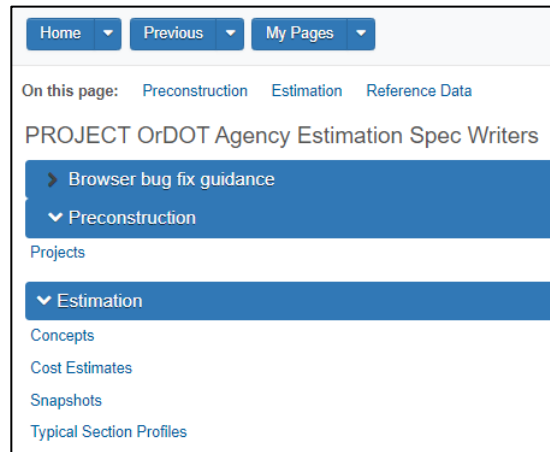 Home Previous My Pages
On this page: Preconstruction Estimation Reference Data
PROJECT OrDOT Agency Estimation Spec Writers
Browser bug fix guidance
Preconstruction
Projects
Estimation
Concepts
Cost Estimates
Snapshots
Typical Section Profiles